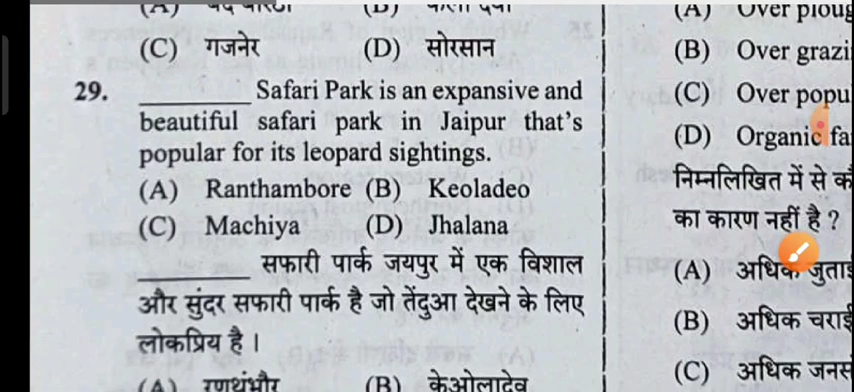 (C) गजनेर (D) सोरसान
29. ________ Safari Park is an expansive and
beautiful safari park in Jaipur that's
popular for its leopard sightings.
(A) Ranthambore (B) Keoladeo
(C) Machiya (D) Jhalana
________ सफारी पार्क जयपुर में एक विशाल
और सुंदर सफारी पार्क है जो तेंदुआ देखने के लिए
लोकप्रिय है।
(A) रणथंभौर (B) केओलादेव
(A) Over ploug
(B) Over grazi
(C) Over popu
(D) Organic fa
निम्नलिखित में से कौ
का कारण नहीं है ?
(A) अधिक जुताई
(B) अधिक चराई
(C) अधिक जनस